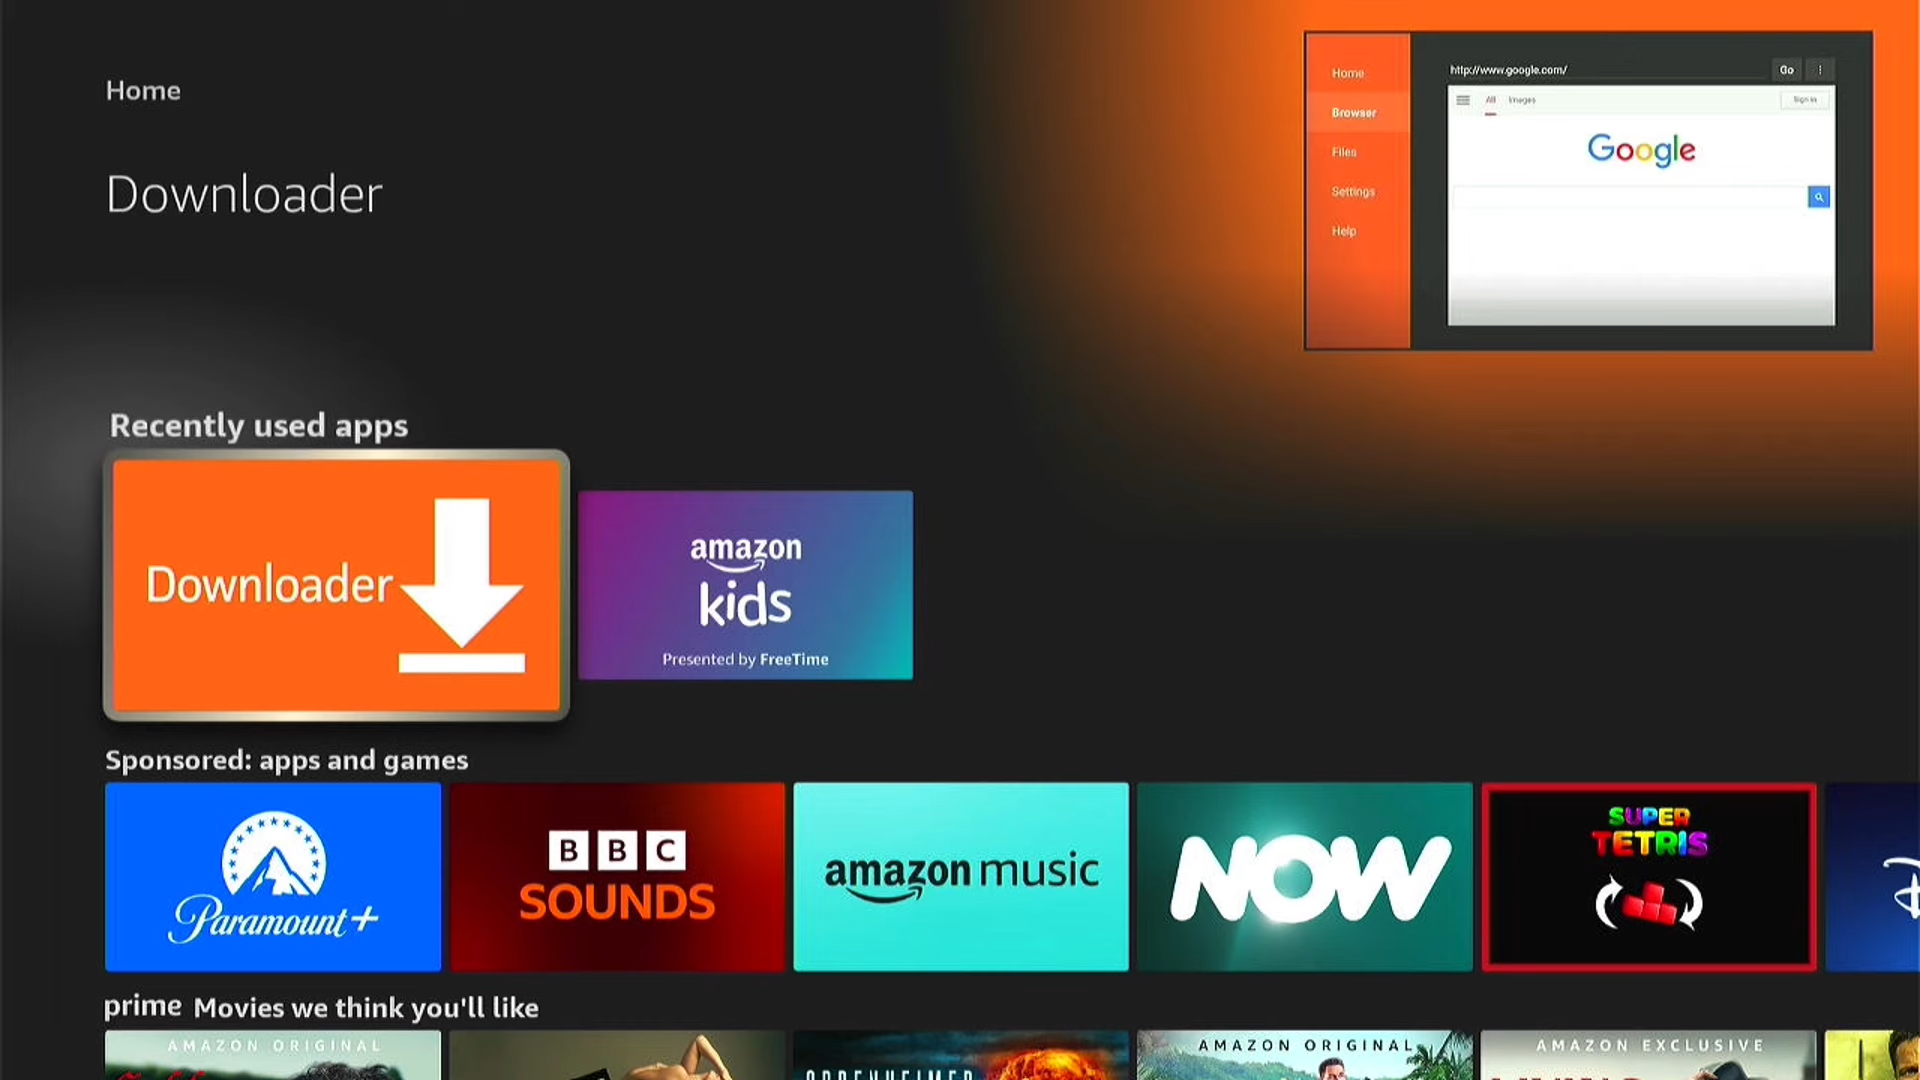 Home
Downloader
Home
Browser
Files
Settings
Help
http://www.google.com/
Go
All Images
Sign in
Google
Recently used apps
Downloader
amazon
kids
Presented by FreeTime
Sponsored: apps and games
Paramount+
BBC
SOUNDS
amazon music
NOW
SUPER
TETRIS
prime Movies we think you'll like
AMAZON ORIGINAL
OPPENHEIMER
AMAZON ORIGINAL
AMAZON EXCLUSIVE